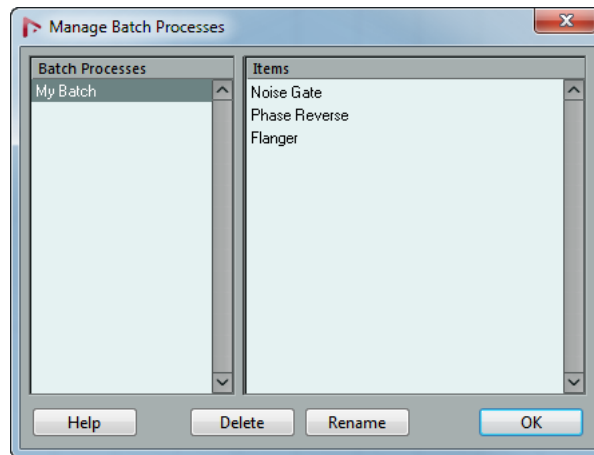 Manage Batch Processes
Batch Processes
Items
My Batch
Noise Gate
Phase Reverse
Flanger
Help
Delete
Rename
OK